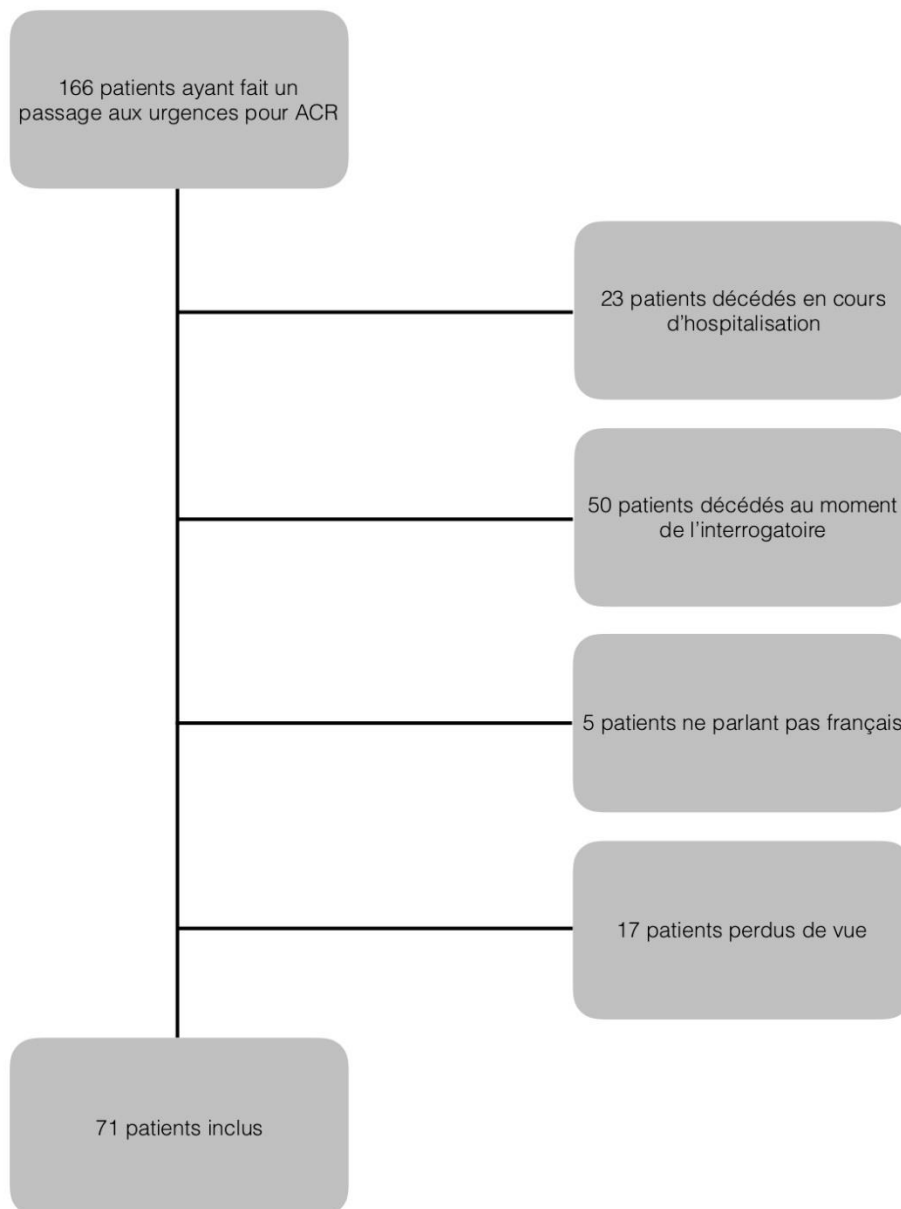 166 patients ayant fait un
passage aux urgences pour ACR
23 patients décédés en cours
d'hospitalisation
50 patients décédés au moment
de l'interrogatoire
5 patients ne parlant pas français
17 patients perdus de vue
71 patients inclus